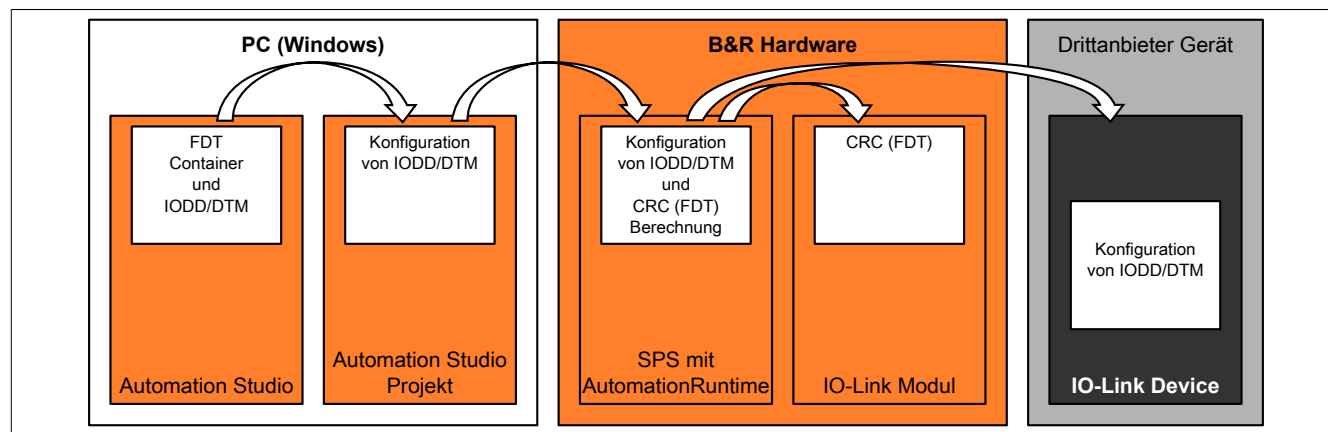 PC (Windows)
B&R Hardware
Drittanbieter Gerät
FDT
Container
und
IODD/DTM
Automation Studio
Konfiguration
von IODD/DTM
Automation Studio
Projekt
Konfiguration
von IODD/DTM
und
CRC (FDT)
Berechnung
SPS mit
AutomationRuntime
CRC (FDT)
IO-Link Modul
Konfiguration
von IODD/DTM
IO-Link Device